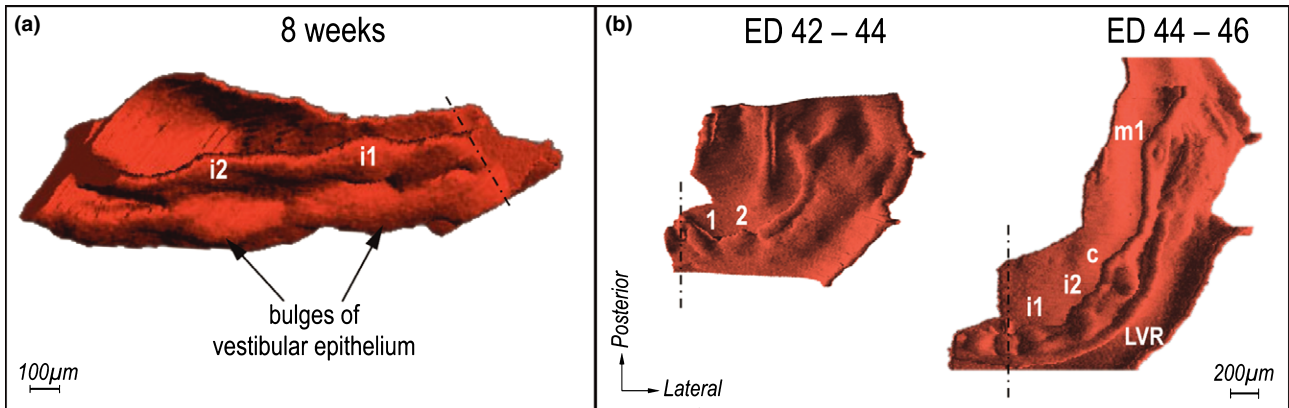 (a)
8 weeks
i2
i1
bulges of
vestibular epithelium
100µm
(b)
ED 42 – 44
ED 44 – 46
1
2
m1
c
i2
i1
LVR
Posterior
Lateral
200µm